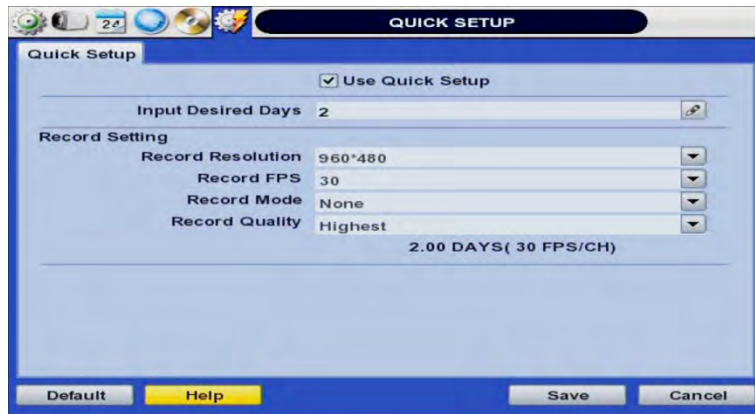 24
QUICK SETUP
Quick Setup
Use Quick Setup
Input Desired Days 2
Record Setting
Record Resolution 960*480
Record FPS 30
Record Mode None
Record Quality Highest
2.00 DAYS( 30 FPS/CH)
Default Help Save Cancel